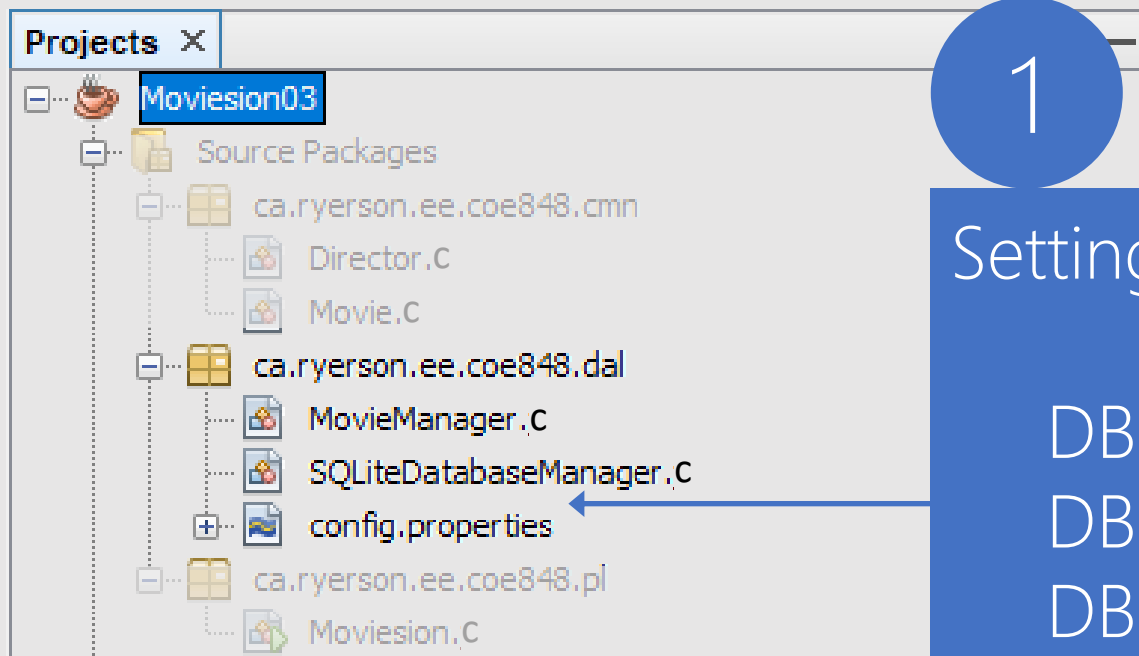 Projects
Moviesion03
Source Packages
ca.ryerson.ee.coe848.cmn
Director.C
Movie.C
ca.ryerson.ee.coe848.dal
MovieManager.C
SQLiteDatabaseManager.C
config.properties
ca.ryerson.ee.coe848.pl
Moviesion.C
1
Setting
DB
DB
DB